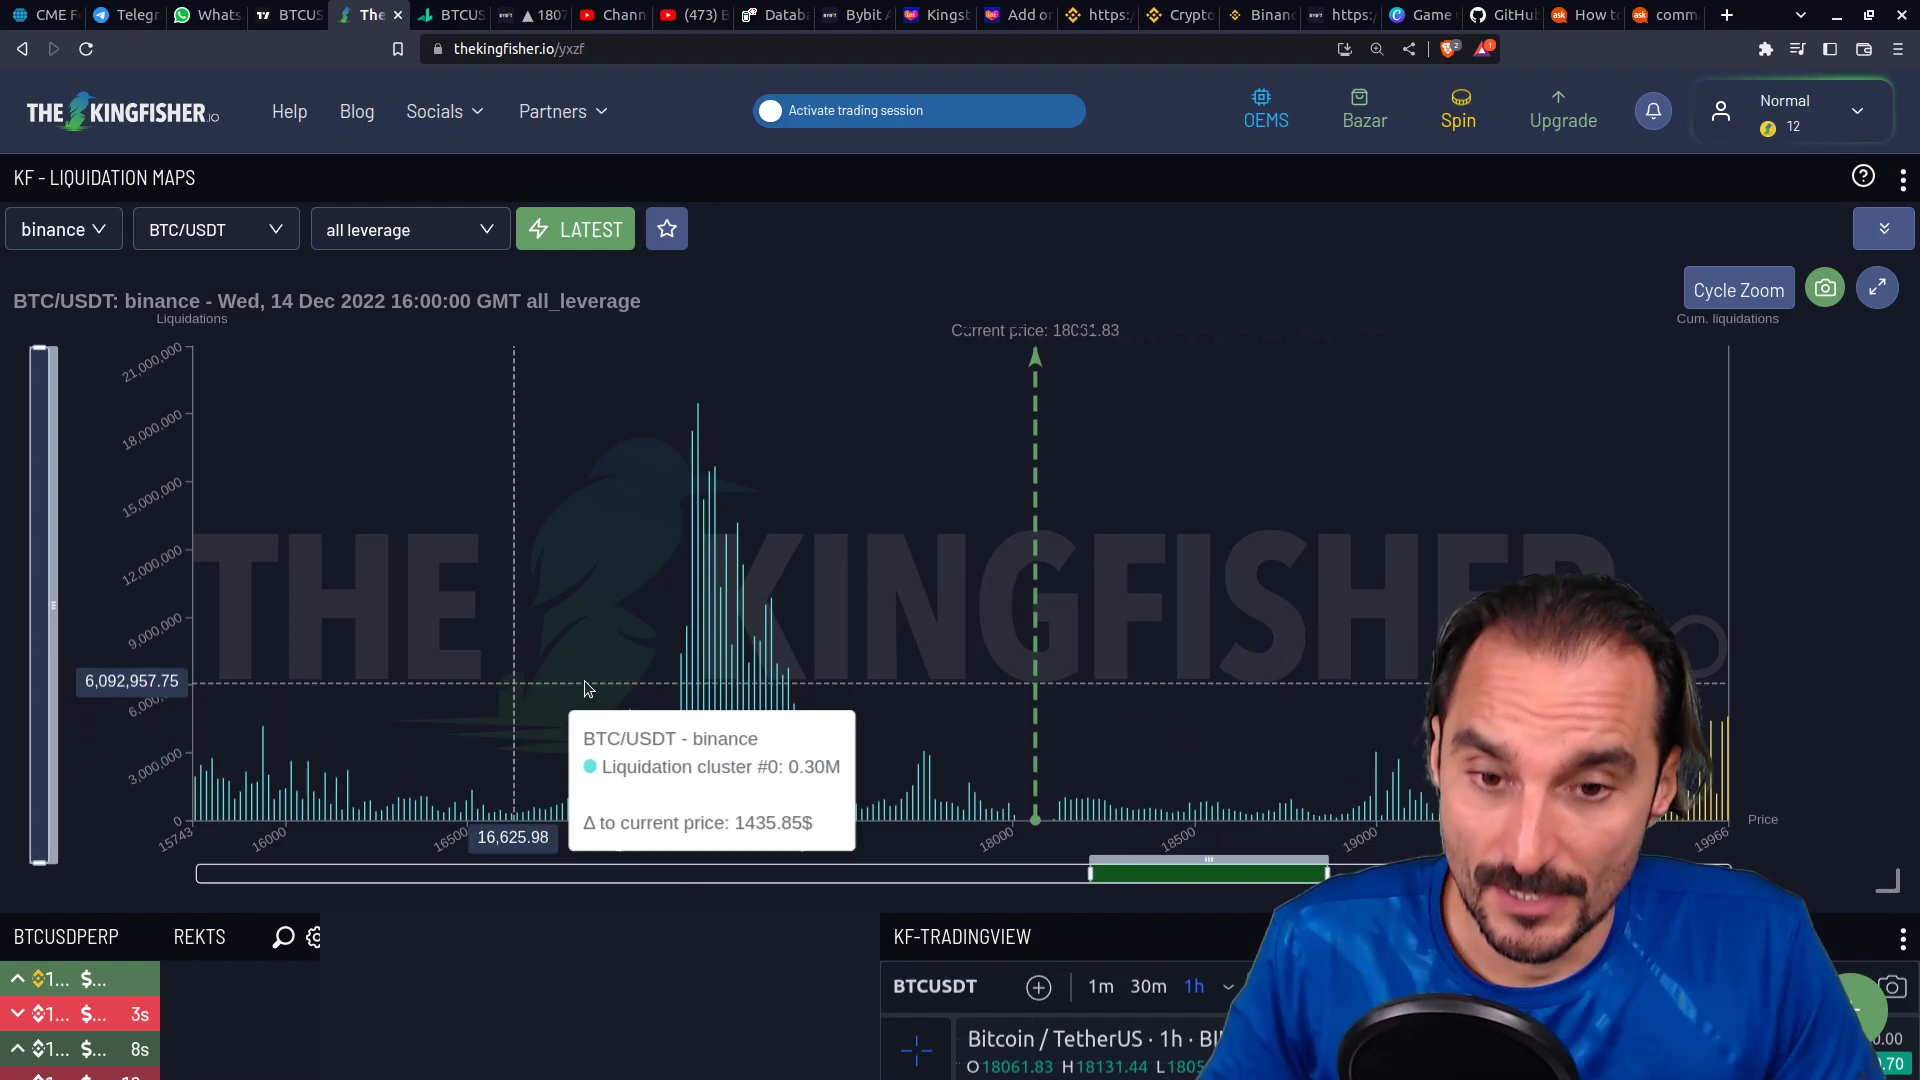 CME F
Telegr
Whats
BTCUS
The
BTCUS
▲ 1807
Chann
(473)
Datab
Bybit
Kingst
Add o
https:
Crypto
Binan
https:
Game
GitHu
How t
comm
thekingfisher.io/yxzf
THE KINGFISHER.IO
Help
Blog
Socials
Partners
Activate trading session
OEMS
Bazar
Spin
Upgrade
Normal
12
KF - LIQUIDATION MAPS
binance
BTC/USDT
all leverage
LATEST
Cycle Zoom
BTC/USDT: binance - Wed, 14 Dec 2022 16:00:00 GMT all_leverage
Liquidations
Current price: 18061.83
Cum. liquidations
21,000,000
18,000,000
15,000,000
12,000,000
9,000,000
6,092,957.75
3,000,000
0
THE KINGFISHER
BTC/USDT - binance
Liquidation cluster #0: 0.30M
Δ to current price: 1435.85$
15743
16000
16,625.98
18000
18500
19000
19966
Price
BTCUSDPERP
REKTS
1... $...
1... $... 3s
1... $... 8s
KF-TRADINGVIEW
BTCUSDT
1m 30m 1h
Bitcoin / TetherUS · 1h · BI
O18061.83 H18131.44 L1805